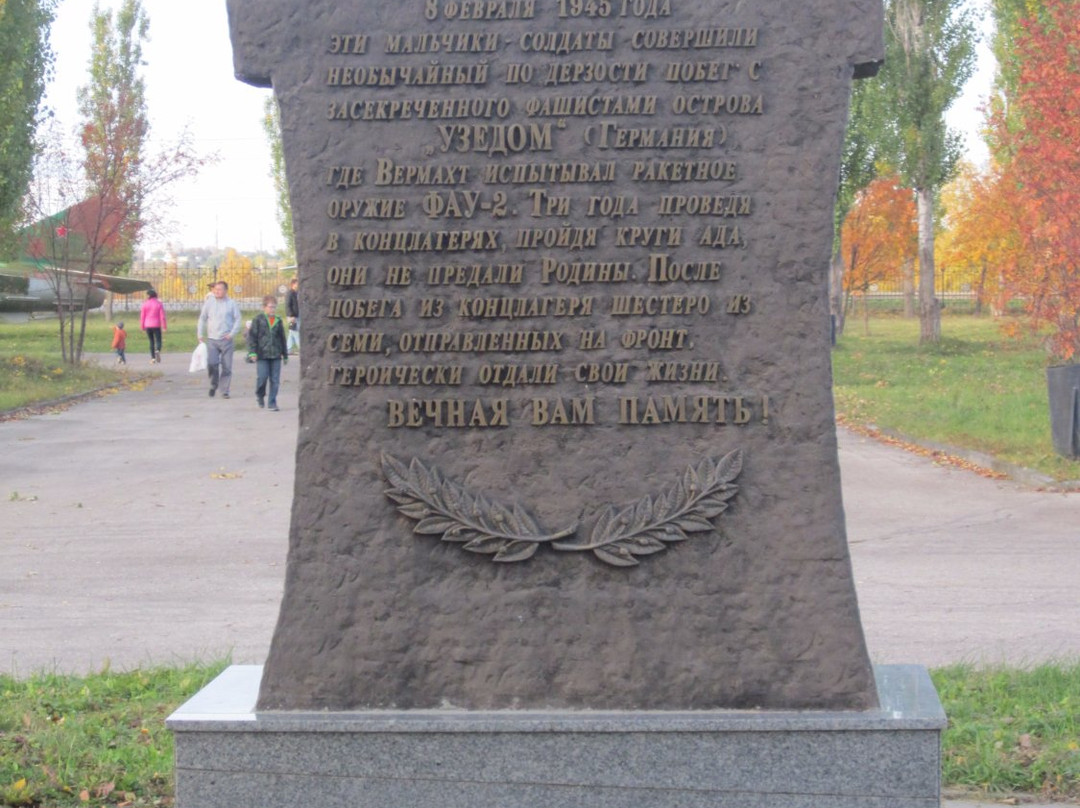 8 ФЕВРАЛЯ 1945 ГОДА
ЭТИ МАЛЬЧИКИ-СОЛДАТЫ СОВЕРШИЛИ
НЕОБЫЧАЙНЫЙ ПО ДЕРЗОСТИ ПОБЕГ С
ЗАСЕКРЕЧЕННОГО ФАШИСТАМИ ОСТРОВА
„УЗЕДОМ“ (ГЕРМАНИЯ)
ГДЕ ВЕРМАХТ ИСПЫТЫВАЛ РАКЕТНОЕ
ОРУЖИЕ ФАУ-2. ТРИ ГОДА ПРОВЕДЯ
В КОНЦЛАГЕРЯХ, ПРОЙДЯ КРУГИ АДА,
ОНИ НЕ ПРЕДАЛИ РОДИНЫ. ПОСЛЕ
ПОБЕГА ИЗ КОНЦЛАГЕРЯ ШЕСТЕРО ИЗ
СЕМИ, ОТПРАВЛЕННЫХ НА ФРОНТ.
ГЕРОИЧЕСКИ ОТДАЛИ СВОИ ЖИЗНИ.
ВЕЧНАЯ ВАМ ПАМЯТЬ!